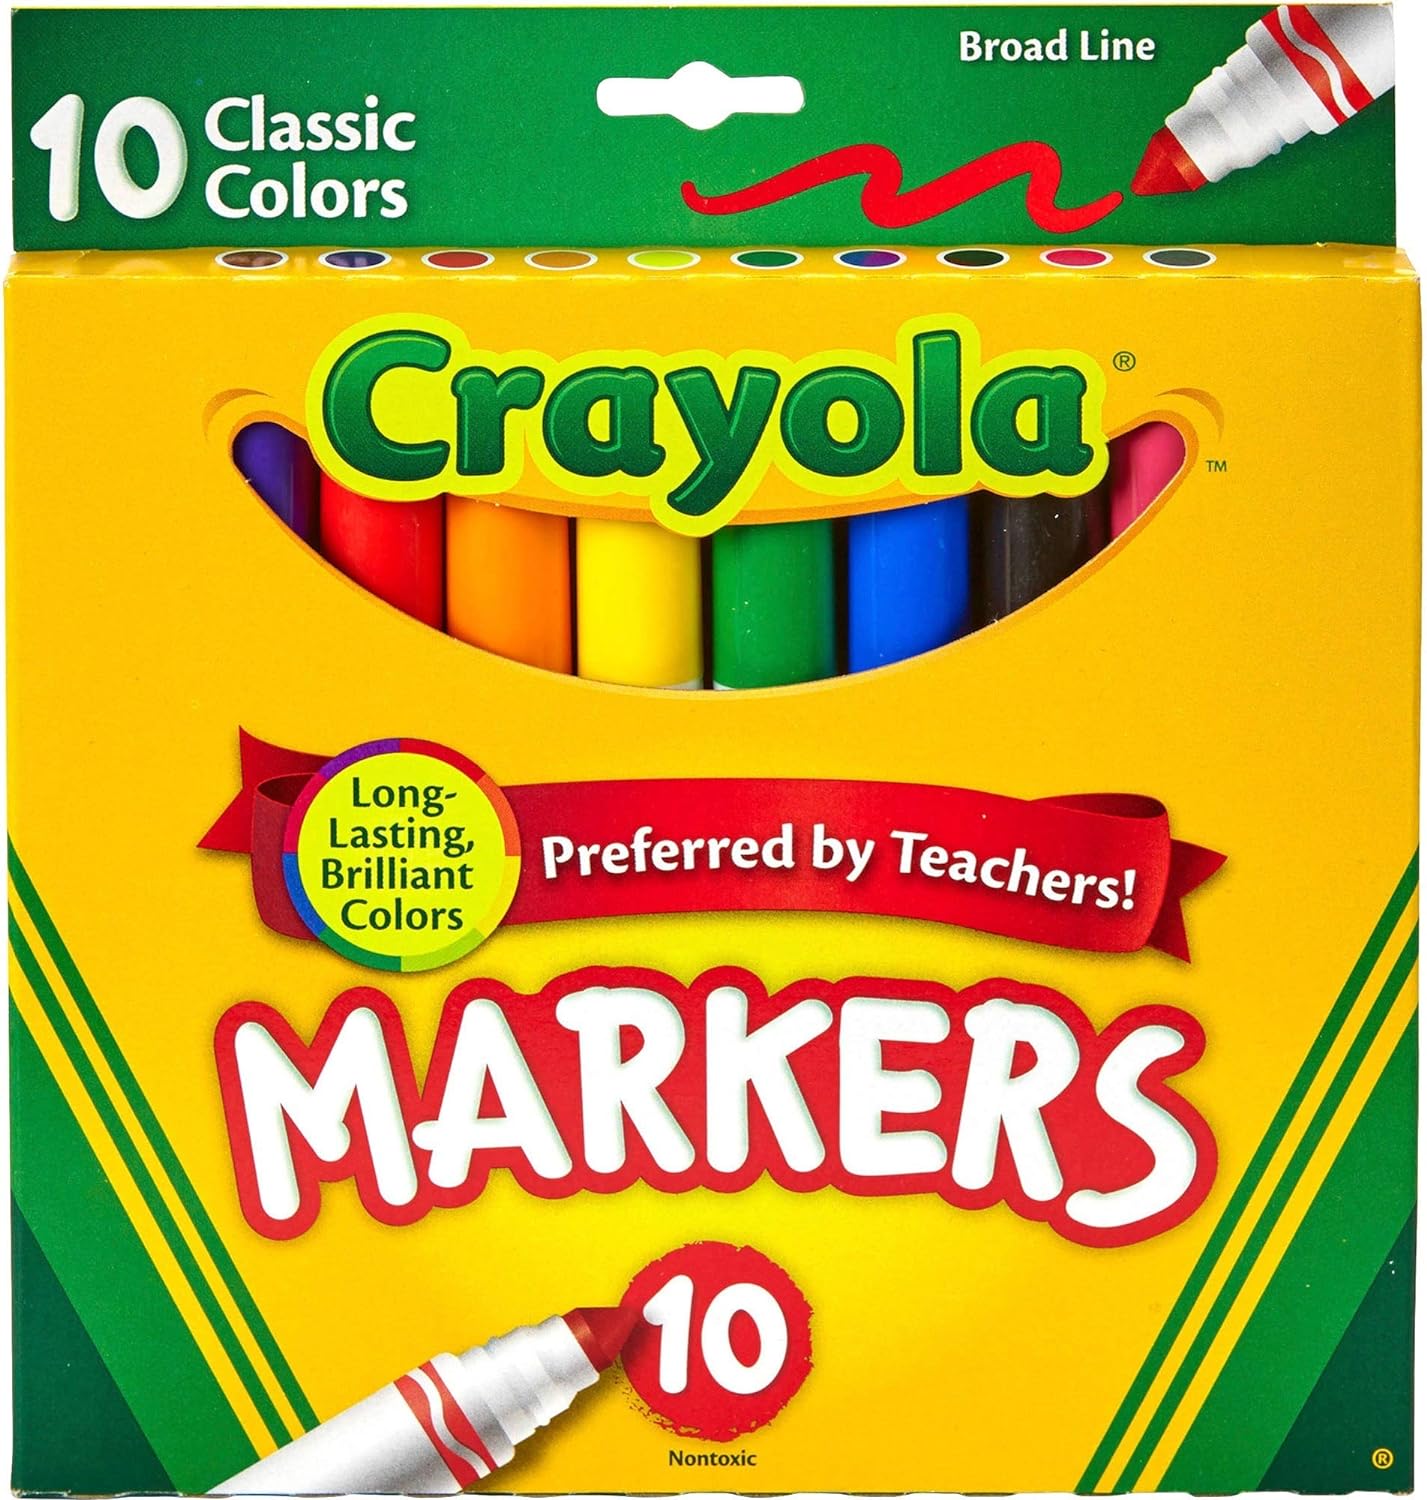 10 Classic
Colors
Broad Line
Crayola®
™
Long-
Lasting,
Brilliant
Colors
Preferred by Teachers!
MARKERS
10
Nontoxic
®